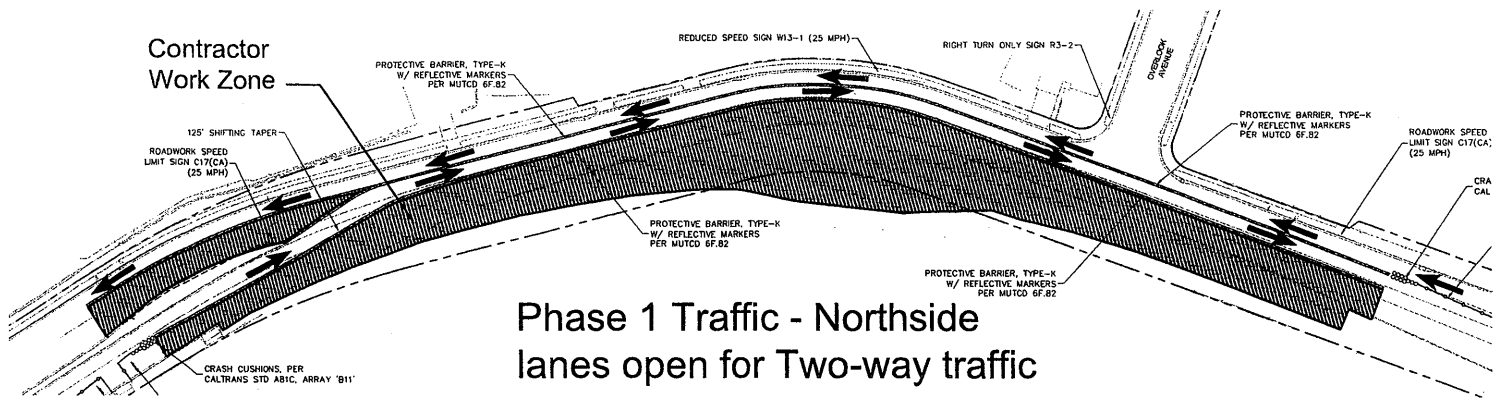 Contractor
Work Zone
PROTECTIVE BARRIER, TYPE-K
W/ REFLECTIVE MARKERS
PER MUTCD 6F.82
REDUCED SPEED SIGN W13-1 (25 MPH)
RIGHT TURN ONLY SIGN R3-2
OVERLOOK
AVENUE
125' SHIFTING TAPER
ROADWORK SPEED
LIMIT SIGN C17(CA)
(25 MPH)
PROTECTIVE BARRIER, TYPE-K
W/ REFLECTIVE MARKERS
PER MUTCD 6F.82
ROADWORK SPEED
LIMIT SIGN C17(CA)
(25 MPH)
CRA
CAL
PROTECTIVE BARRIER, TYPE-K
W/ REFLECTIVE MARKERS
PER MUTCD 6F.82
PROTECTIVE BARRIER, TYPE-K
W/ REFLECTIVE MARKERS
PER MUTCD 6F.82
Phase 1 Traffic - Northside
lanes open for Two-way traffic
CRASH CUSHIONS, PER
CALTRANS STD A81C, ARRAY 'B11'